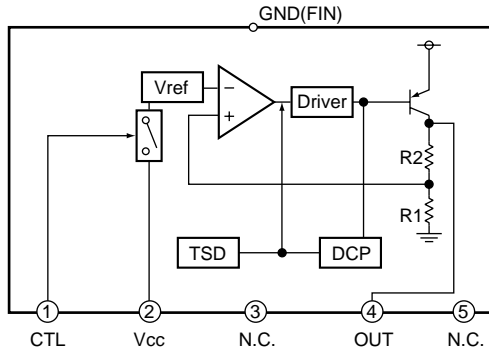 GND(FIN)
Vref
−
+
Driver
R2
R1
TSD
DCP
1
2
3
4
5
CTL
Vcc
N.C.
OUT
N.C.